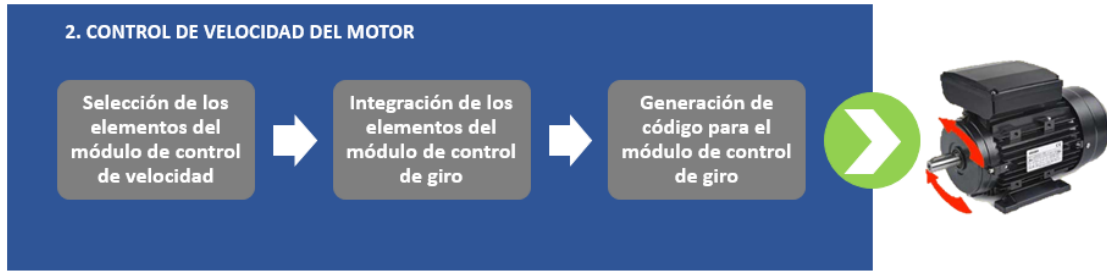 2. CONTROL DE VELOCIDAD DEL MOTOR
Selección de los
elementos del
módulo de control
de velocidad
Integración de los
elementos del
módulo de control
de giro
Generación de
código para el
módulo de control
de giro